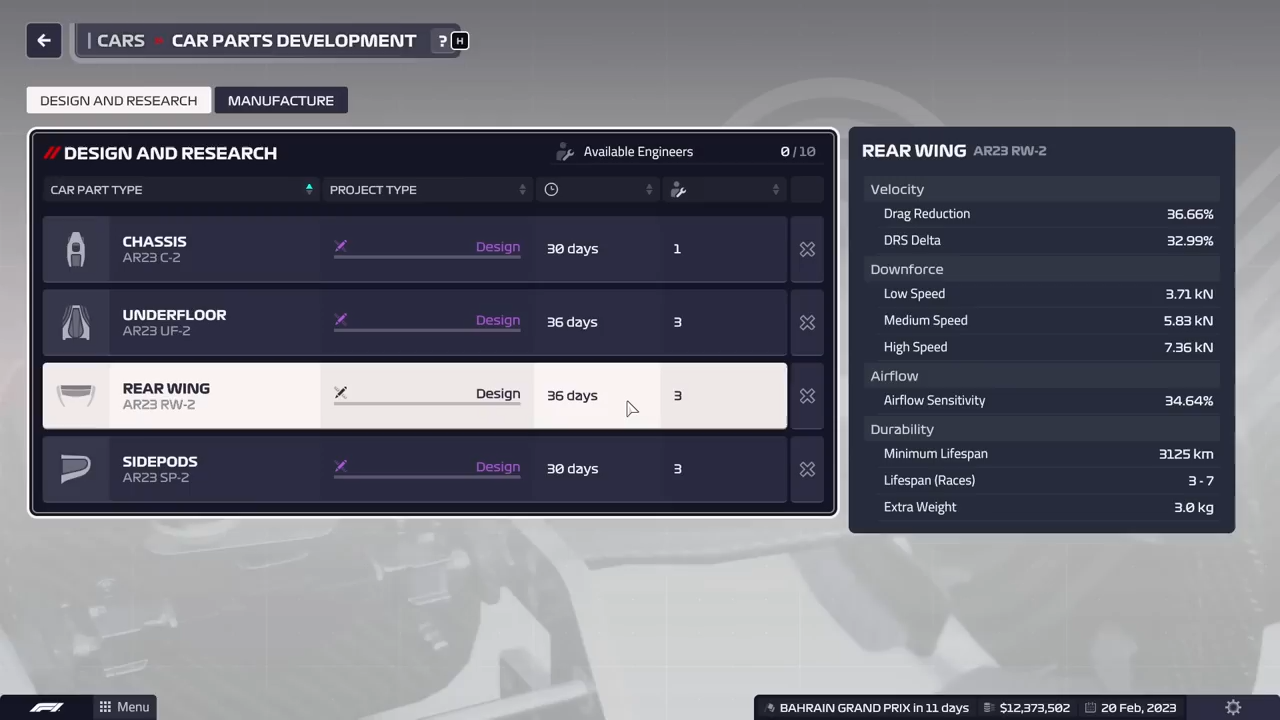 CARS CAR PARTS DEVELOPMENT ? H
DESIGN AND RESEARCH MANUFACTURE
DESIGN AND RESEARCH Available Engineers 0 / 10
CAR PART TYPE PROJECT TYPE
CHASSIS
AR23 C-2
Design 30 days 1
UNDERFLOOR
AR23 UF-2
Design 36 days 3
REAR WING
AR23 RW-2
Design 36 days 3
SIDEPODS
AR23 SP-2
Design 30 days 3
REAR WING AR23 RW-2
Velocity
Drag Reduction 36.66%
DRS Delta 32.99%
Downforce
Low Speed 3.71 kN
Medium Speed 5.83 kN
High Speed 7.36 kN
Airflow
Airflow Sensitivity 34.64%
Durability
Minimum Lifespan 3125 km
Lifespan (Races) 3 - 7
Extra Weight 3.0 kg
F1 Menu BAHRAIN GRAND PRIX in 11 days $12,373,502 20 Feb, 2023